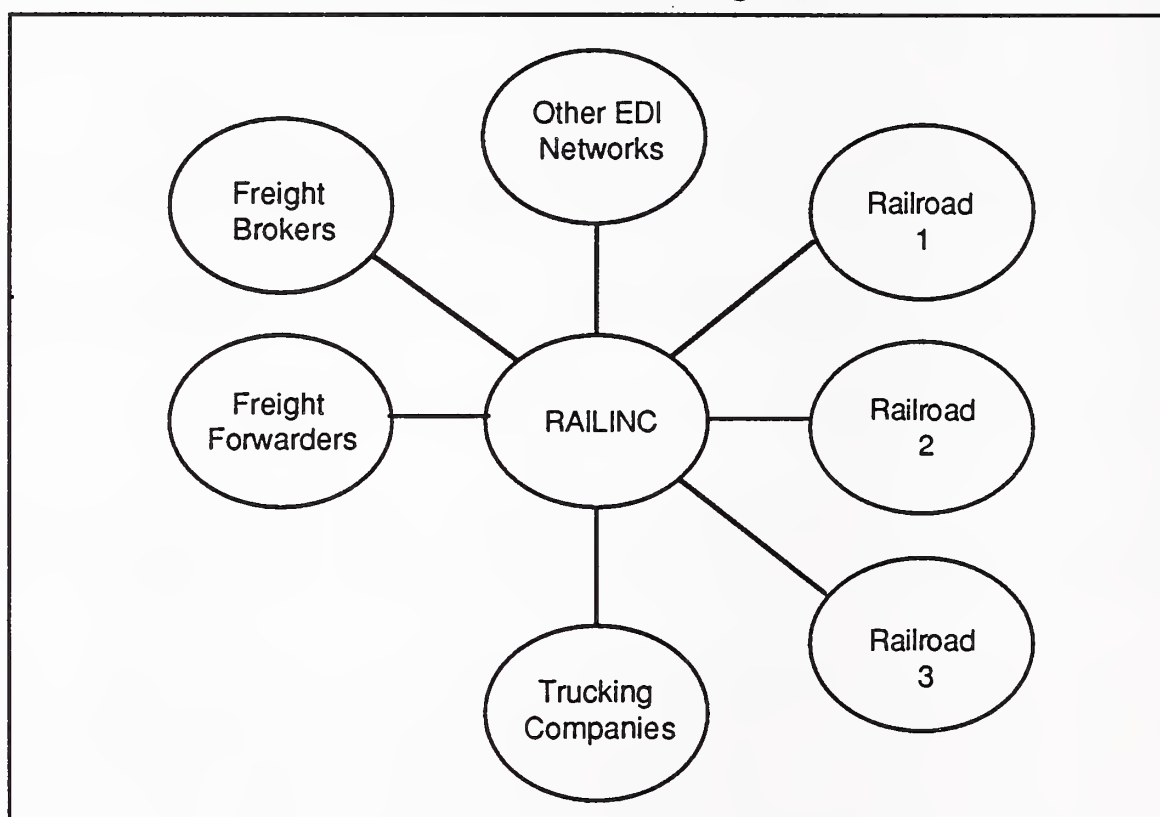 Other EDI
Networks
Freight
Brokers
Railroad
1
Freight
Forwarders
RAILINC
Railroad
2
Trucking
Companies
Railroad
3